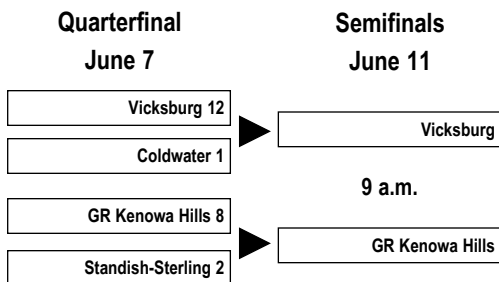 Quarterfinal
June 7
Vicksburg 12
Coldwater 1
GR Kenowa Hills 8
Standish-Sterling 2
Semifinals
June 11
Vicksburg
9 a.m.
GR Kenowa Hills